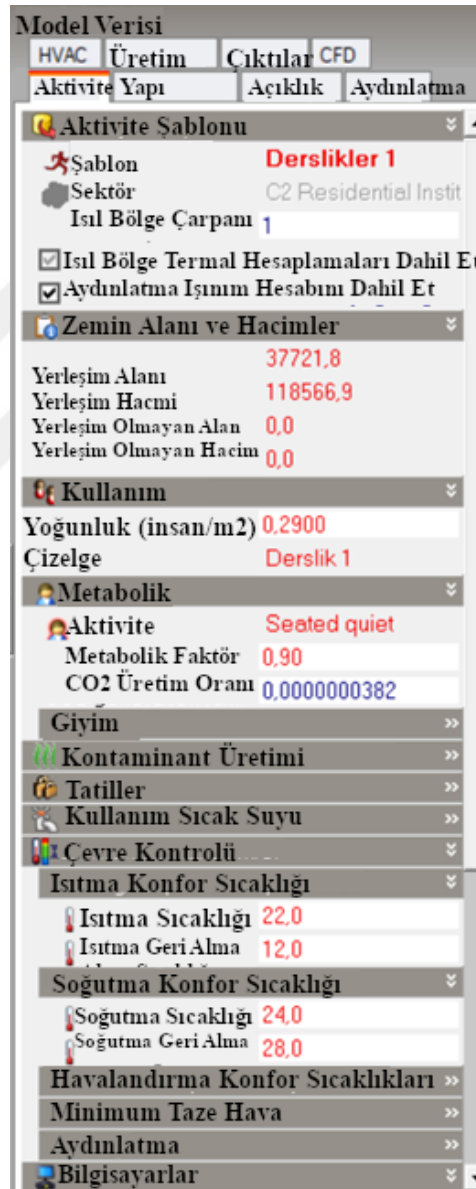 Model Verisi
HVAC Üretim Çıktılar CFD
Aktivite Yapı Açıklık Aydınlatma
Aktivite Şablonu
Şablon Derslikler 1
Sektör C2 Residential Instit
Isıl Bölge Çarpanı 1
Isıl Bölge Termal Hesaplamaları Dahil Et
Aydınlatma Işınım Hesabını Dahil Et
Zemin Alanı ve Hacimler
Yerleşim Alanı 37721,8
Yerleşim Hacmi 118566,9
Yerleşim Olmayan Alan 0,0
Yerleşim Olmayan Hacim 0,0
Kullanım
Yoğunluk (insan/m2) 0,2900
Çizelge Derslik 1
Metabolik
Aktivite Seated quiet
Metabolik Faktör 0,90
CO2 Üretim Oranı 0,0000000382
Giyim
Kontaminant Üretimi
Tatiller
Kullanım Sıcak Suyu
Çevre Kontrolü
Isıtma Konfor Sıcaklığı
Isıtma Sıcaklığı 22,0
Isıtma Geri Alma 12,0
Soğutma Konfor Sıcaklığı
Soğutma Sıcaklığı 24,0
Soğutma Geri Alma 28,0
Havalandırma Konfor Sıcaklıkları
Minimum Taze Hava
Aydınlatma
Bilgisayarlar